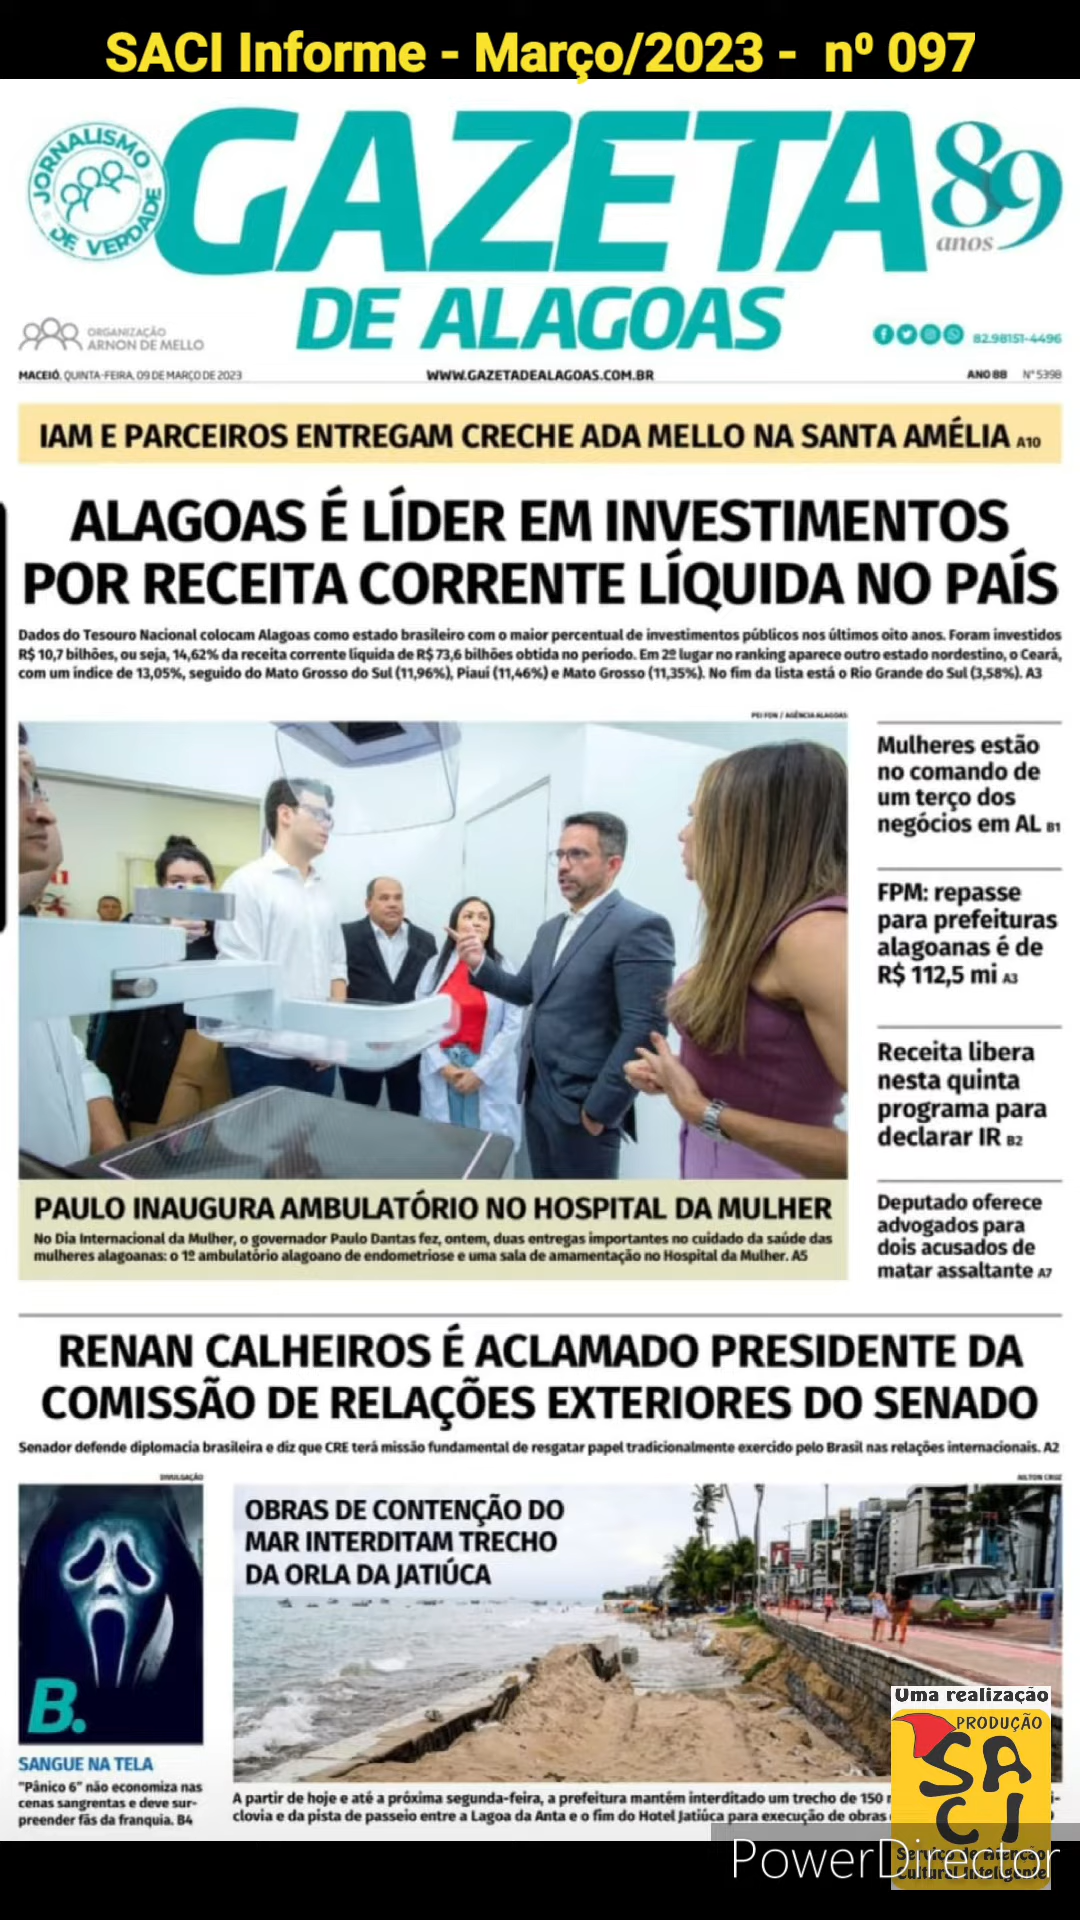 SACI Informe - Março/2023 - nº 097
JORNALISMO
DE VERDADE
GAZETA
89
anos
DE ALAGOAS
ORGANIZAÇÃO
ARNON DE MELLO
82.98151-4496
MACEIÓ, QUINTA-FEIRA, 09 DE MARÇO DE 2023
WWW.GAZETADEALAGOAS.COM.BR
ANO 88 Nº 5398
IAM E PARCEIROS ENTREGAM CRECHE ADA MELLO NA SANTA AMÉLIA A10
ALAGOAS É LÍDER EM INVESTIMENTOS
POR RECEITA CORRENTE LÍQUIDA NO PAÍS
Dados do Tesouro Nacional colocam Alagoas como estado brasileiro com o maior percentual de investimentos públicos nos últimos oito anos. Foram investidos
R$ 10,7 bilhões, ou seja, 14,62% da receita corrente líquida de R$ 73,6 bilhões obtida no período. Em 2º lugar no ranking aparece outro estado nordestino, o Ceará,
com um índice de 13,05%, seguido do Mato Grosso do Sul (11,96%), Piauí (11,46%) e Mato Grosso (11,35%). No fim da lista está o Rio Grande do Sul (3,58%). A3
PEI FON / AGÊNCIA ALAGOAS
Mulheres estão
no comando de
um terço dos
negócios em AL B1
FPM: repasse
para prefeituras
alagoanas é de
R$ 112,5 mi A3
Receita libera
nesta quinta
programa para
declarar IR B2
Deputado oferece
advogados para
dois acusados de
matar assaltante A7
PAULO INAUGURA AMBULATÓRIO NO HOSPITAL DA MULHER
No Dia Internacional da Mulher, o governador Paulo Dantas fez, ontem, duas entregas importantes no cuidado da saúde das
mulheres alagoanas: o 1º ambulatório alagoano de endometriose e uma sala de amamentação no Hospital da Mulher. A5
RENAN CALHEIROS É ACLAMADO PRESIDENTE DA
COMISSÃO DE RELAÇÕES EXTERIORES DO SENADO
Senador defende diplomacia brasileira e diz que CRE terá missão fundamental de resgatar papel tradicionalmente exercido pelo Brasil nas relações internacionais. A2
DIVULGAÇÃO
AILTON CRUZ
B.
SANGUE NA TELA
"Pânico 6" não economiza nas
cenas sangrentas e deve sur-
preender fãs da franquia. B4
OBRAS DE CONTENÇÃO DO
MAR INTERDITAM TRECHO
DA ORLA DA JATIÚCA
A partir de hoje e até a próxima segunda-feira, a prefeitura mantém interditado um trecho de 150
clovia e da pista de passeio entre a Lagoa da Anta e o fim do Hotel Jatiúca para execução de obras
Uma realização
PRODUÇÃO
SACI
Serviço de Atenção
Cultural Inteligente
PowerDirector